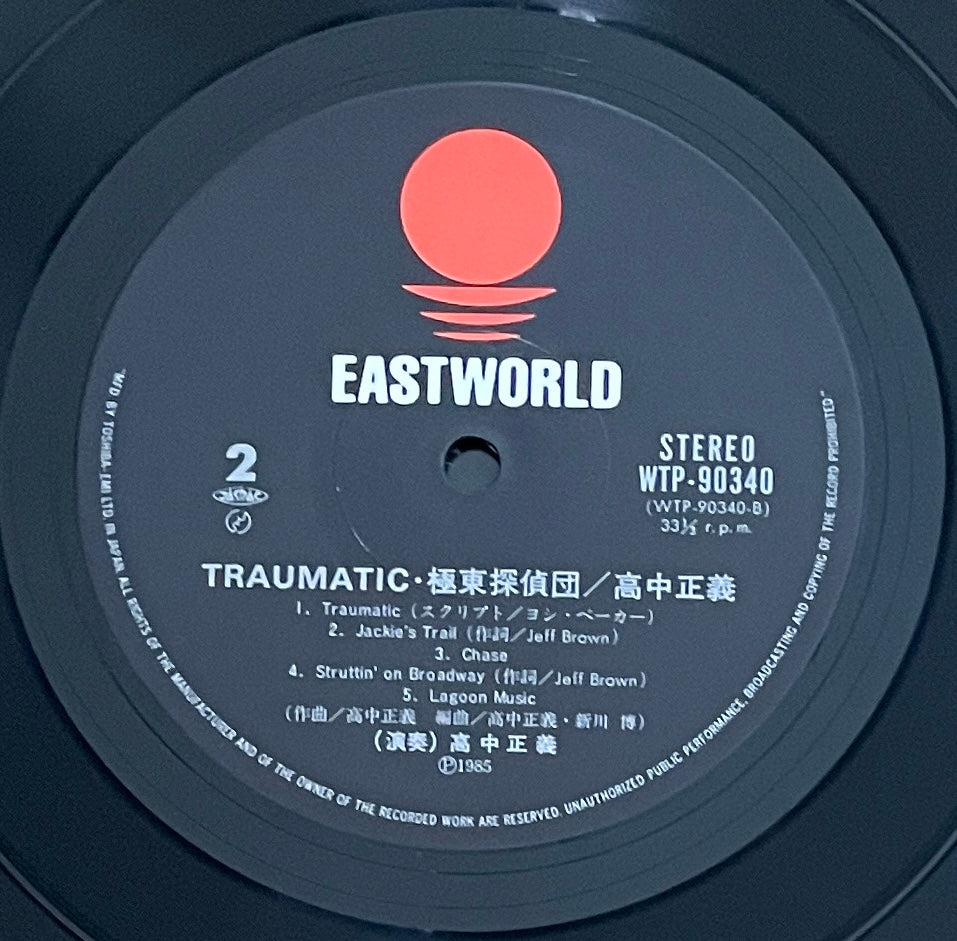 EASTWORLD
2
STEREO
WTP-90340
(WTP-90340-B)
33⅓ r.p.m.
TRAUMATIC・極東探偵団／高中正義
1. Traumatic (スクリプト／ヨシ・ベーカー)
2. Jackie's Trail (作詞／Jeff Brown)
3. Chase
4. Struttin' on Broadway (作詞／Jeff Brown)
5. Lagoon Music
(作曲／高中正義 編曲／高中正義・新川 博)
(演奏) 高中正義
Ⓟ1985
"MFD BY TOSHIBA-EMI LTD. IN JAPAN. ALL RIGHTS OF THE MANUFACTURER AND OF THE OWNER OF THE RECORDED WORK ARE RESERVED. UNAUTHORIZED PUBLIC PERFORMANCE, BROADCASTING AND COPYING OF THE RECORD PROHIBITED"